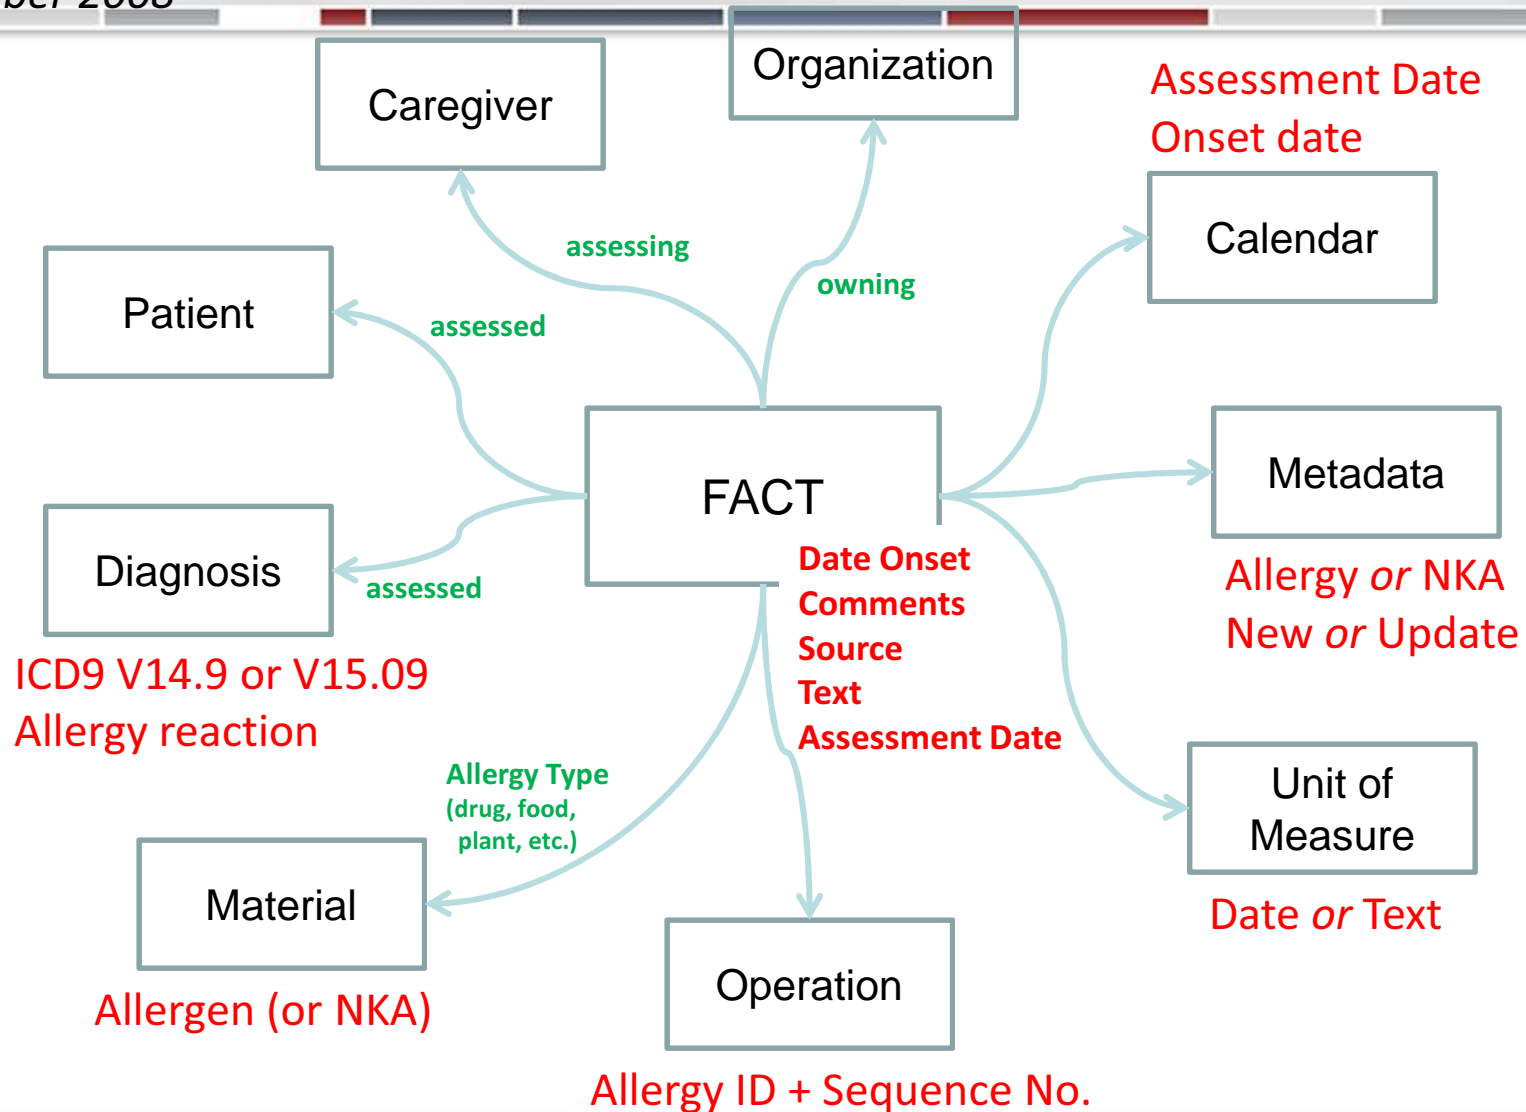 2008
Organization
Caregiver
Assessment Date
Onset date
Calendar
assessing
owning
Patient
assessed
Metadata
FACT
Diagnosis
assessed
Date Onset
Comments
Source
Text
Assessment Date
Allergy or NKA
New or Update
ICD9 V14.9 or V15.09
Allergy reaction
Allergy Type
(drug, food,
plant, etc.)
Unit of
Measure
Material
Date or Text
Operation
Allergen (or NKA)
Allergy ID + Sequence No.